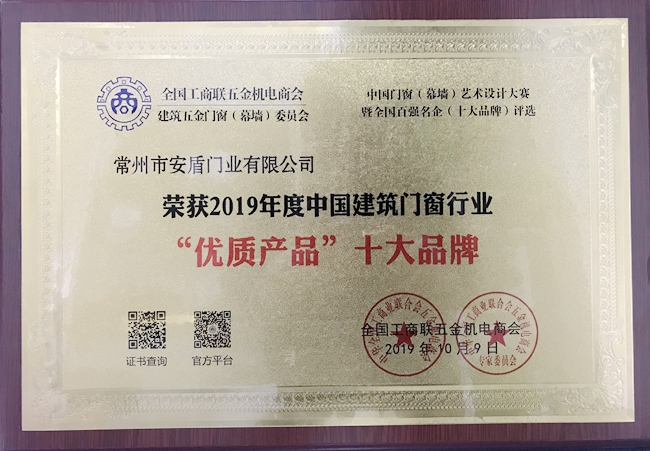 全国工商联五金机电商会
建筑五金门窗（幕墙）委员会
中国门窗（幕墙）艺术设计大赛
暨全国百强名企（十大品牌）评选
常州市安盾门业有限公司
荣获2019年度中国建筑门窗行业
“优质产品”十大品牌
证书查询
官方平台
全国工商联五金机电商会
2019年10月9日
专家委员会